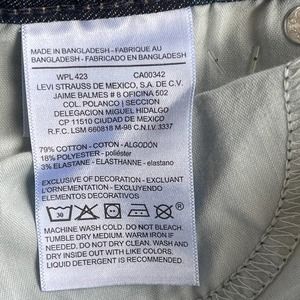 MADE IN BANGLADESH - FABRIQUE AU
BANGLADESH - FABRICADO EN BANGLADESH
WPL 423 CA00342
LEVI STRAUSS DE MEXICO, S.A. DE C.V.
JAIME BALMES # 8 OFICINA 502
COL. POLANCO I SECCION
DELEGACION MIGUEL HIDALGO
CP 11510 CIUDAD DE MEXICO
R.F.C. LSM 660818 M-98 C.N.I.V. 3337
79% COTTON - COTON - ALGODÓN
18% POLYESTER - poliéster
3% ELASTANE - ELASTHANNE - elastano
EXCLUSIVE OF DECORATION - EXCLUANT
L'ORNEMENTATION - EXCLUYENDO
ELEMENTOS DECORATIVOS
30
MACHINE WASH COLD. DO NOT BLEACH.
TUMBLE DRY MEDIUM. WARM IRON IF
NEEDED. DO NOT DRY CLEAN. WASH AND
DRY INSIDE OUT WITH LIKE COLORS.
LIQUID DETERGENT IS RECOMMENDED.